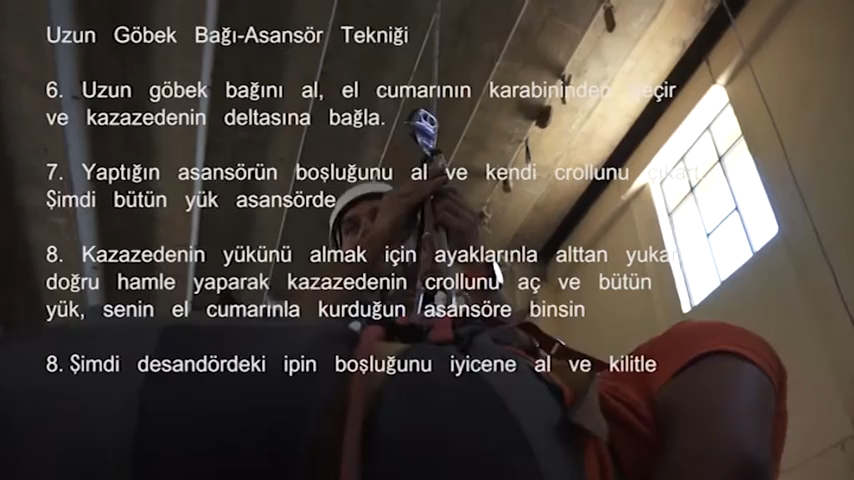 Uzun Göbek Bağı-Asansör Tekniği
6. Uzun göbek bağını al, el cumarının karabininden geçir
ve kazazedenin deltasına bağla.
7. Yaptığın asansörün boşluğunu al ve kendi crollunu çıkart
Şimdi bütün yük asansörde
8. Kazazedenin yükünü almak için ayaklarınla alttan yukarı
doğru hamle yaparak kazazedenin crollunu aç ve bütün
yük, senin el cumarınla kurduğun asansöre binsin
8. Şimdi desandördeki ipin boşluğunu iyicene al ve kilitle